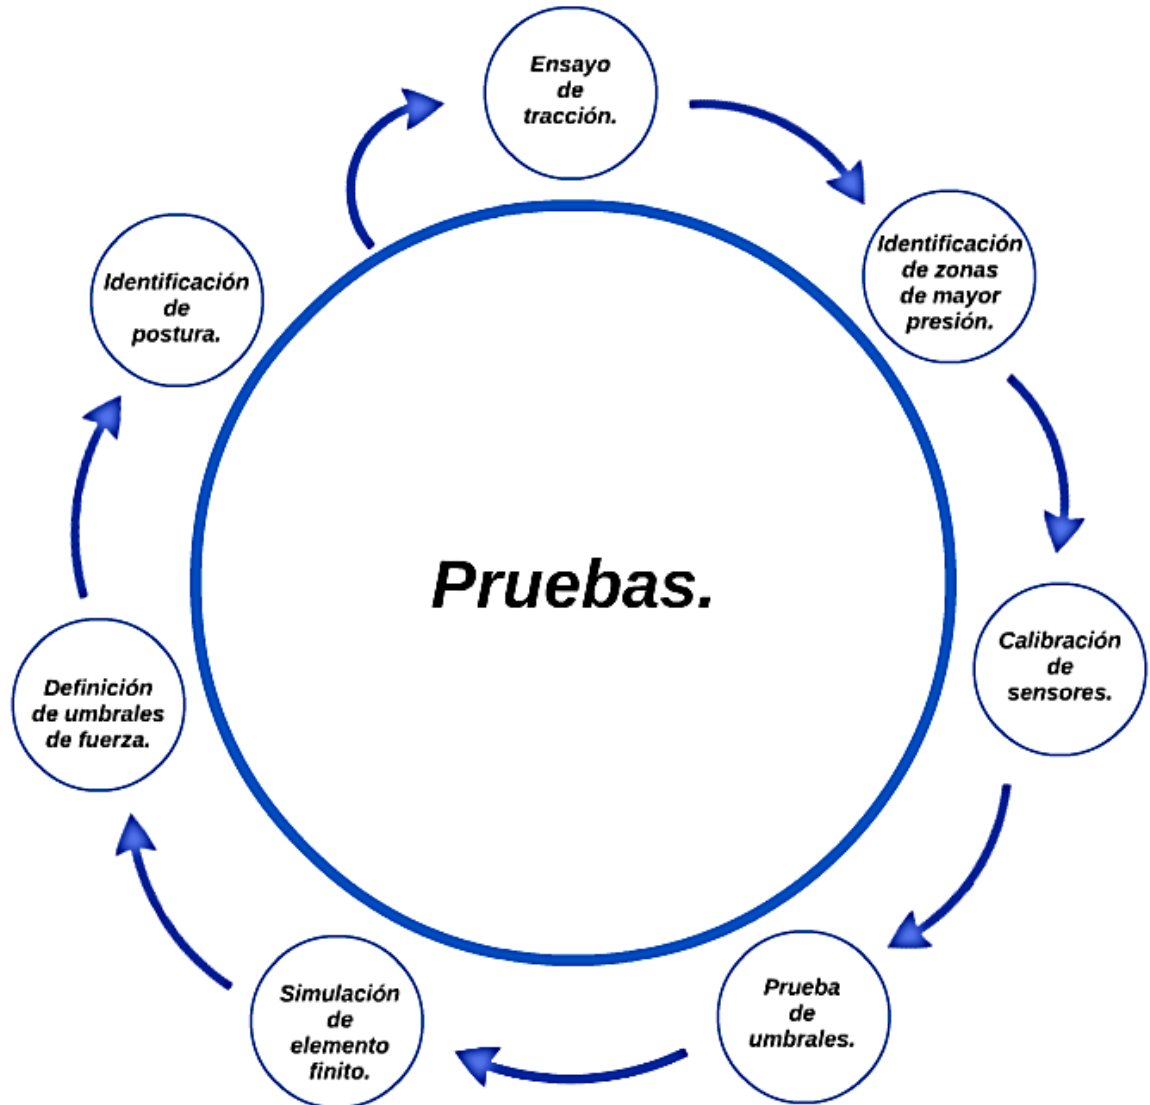 Ensayo
de
tracción.
Identificación
de zonas
de mayor
presión.
Calibración
de
sensores.
Prueba
de
umbrales.
Simulación
de
elemento
finito.
Definición
de umbrales
de fuerza.
Identificación
de
postura.
Pruebas.